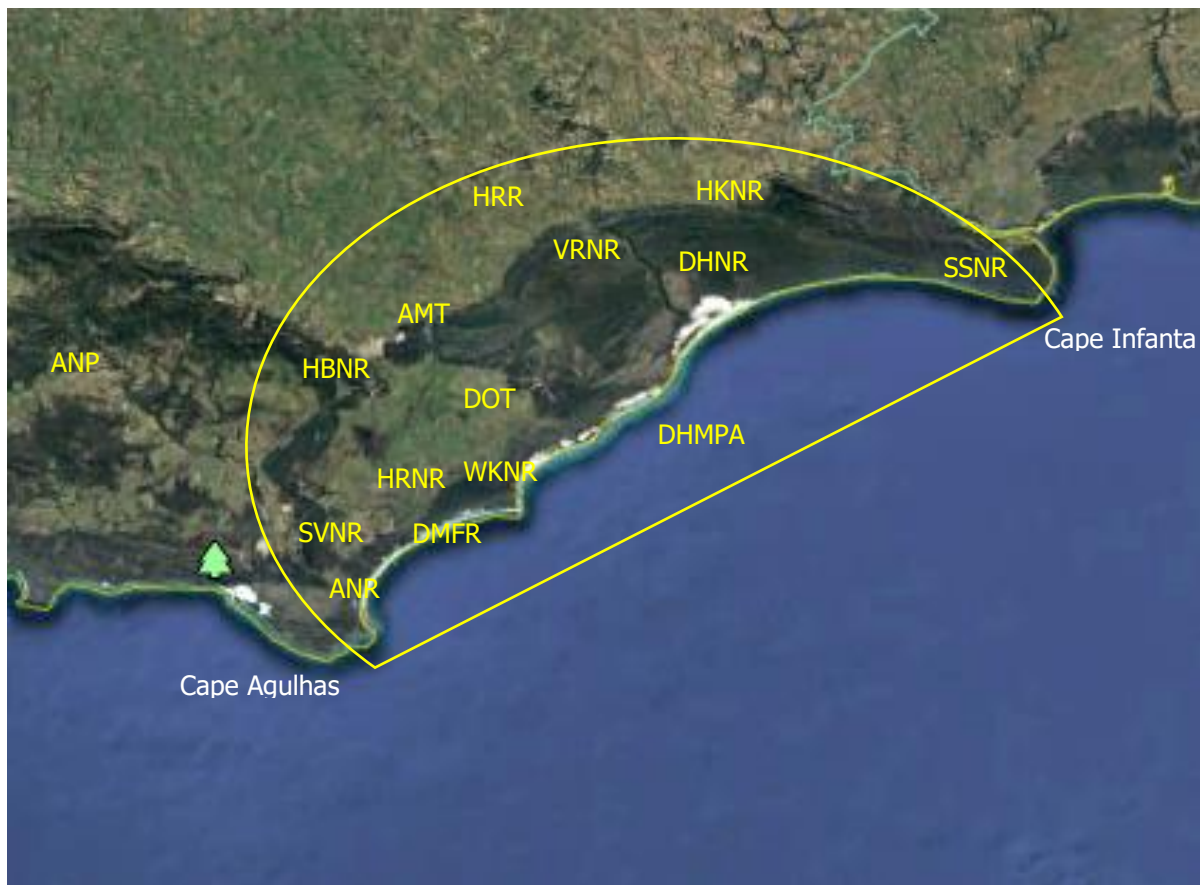 HRR
HKNR
VRNR
DHNR
SSNR
AMT
Cape Infanta
ANP
HBNR
DOT
DHMPA
HRNR
WKNR
SVNR
DMFR
ANR
Cape Agulhas